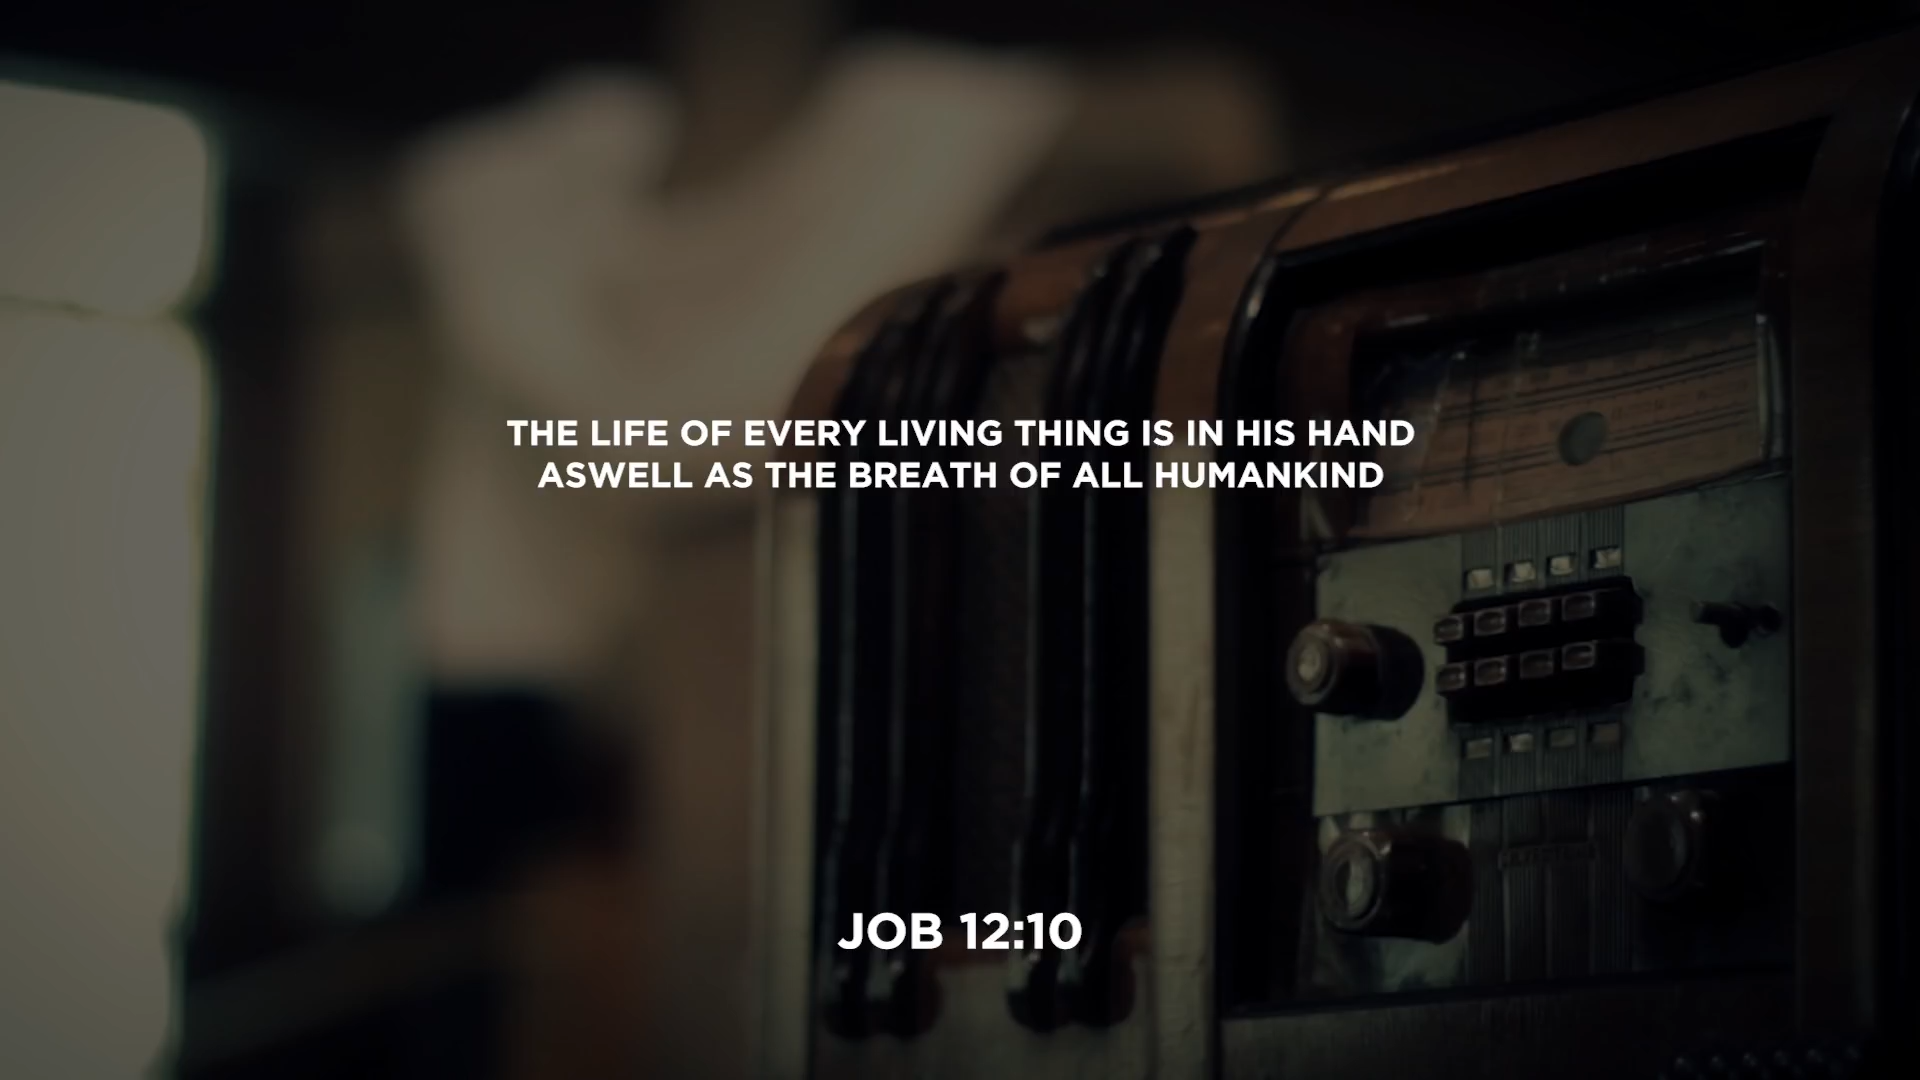 THE LIFE OF EVERY LIVING THING IS IN HIS HAND
ASWELL AS THE BREATH OF ALL HUMANKIND
JOB 12:10